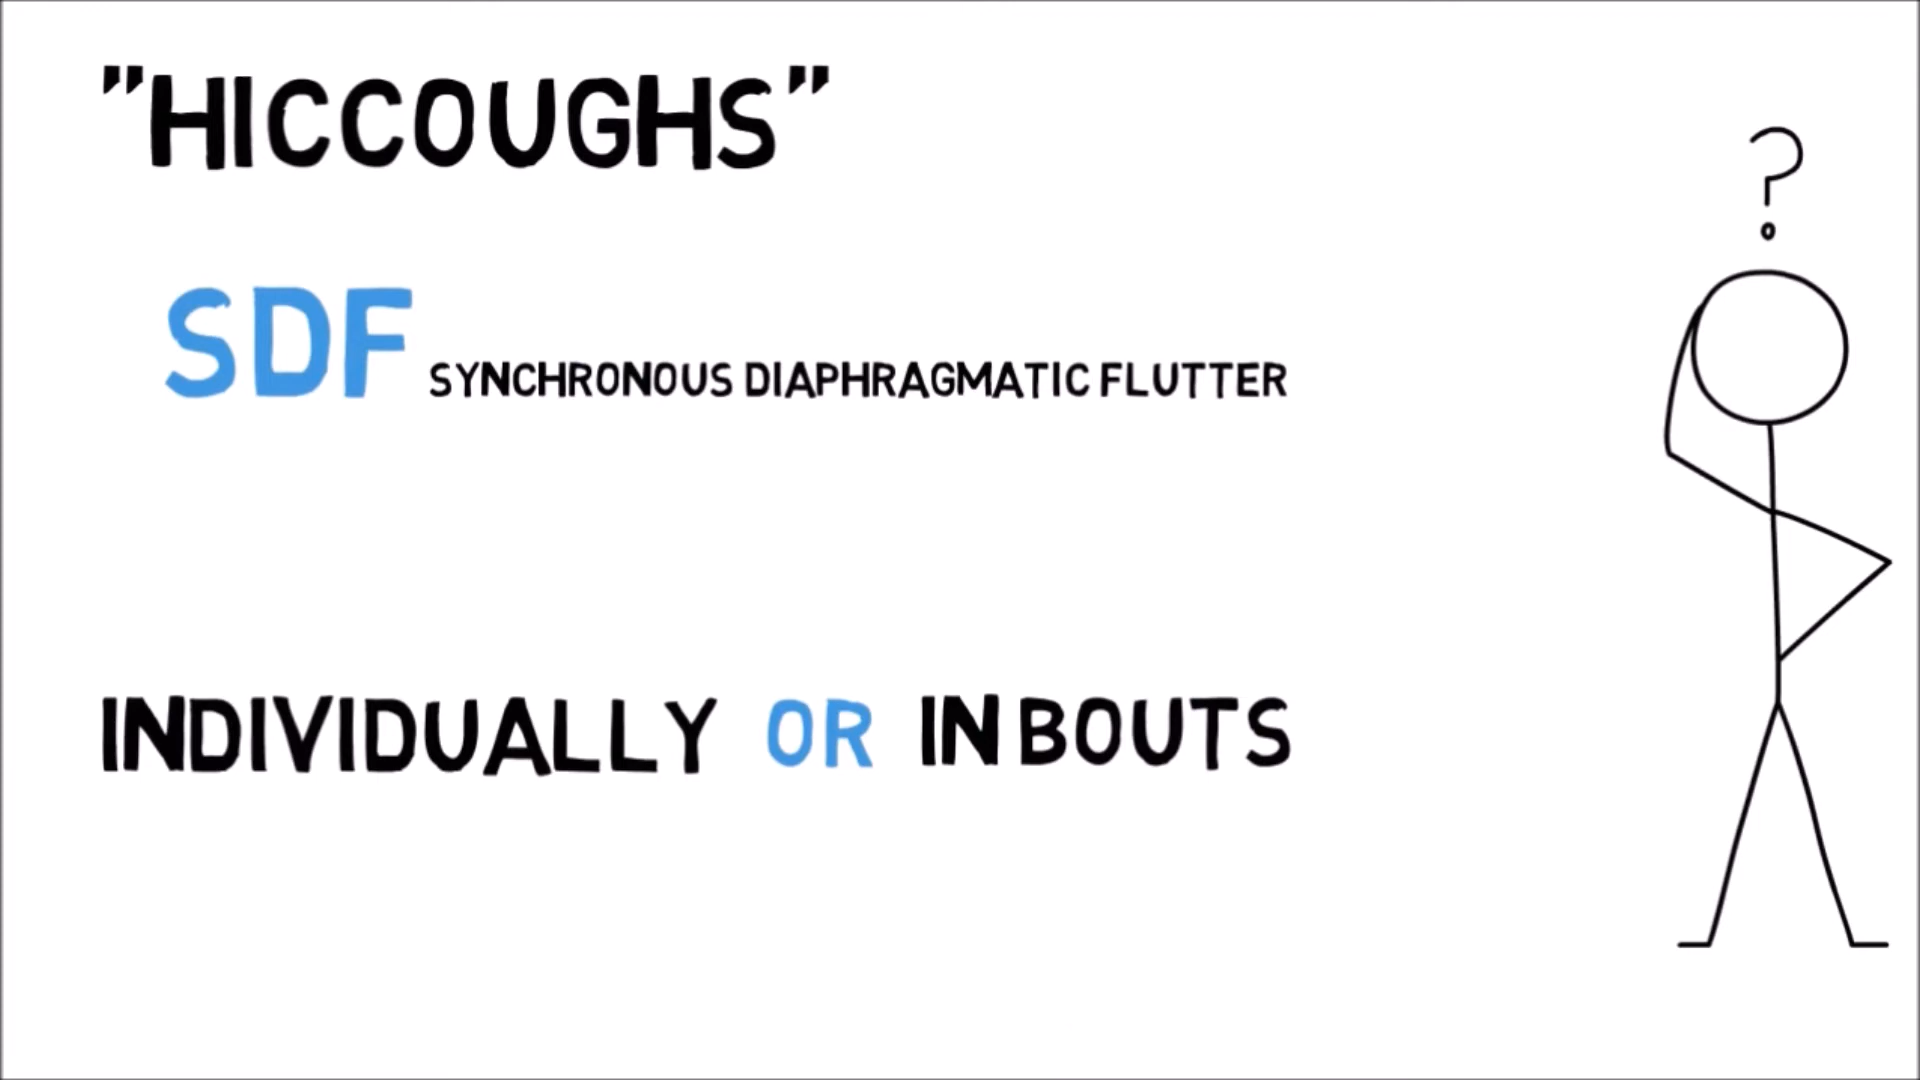 "HICCOUGHS"
?
SDF SYNCHRONOUS DIAPHRAGMATIC FLUTTER
INDIVIDUALLY OR IN BOUTS